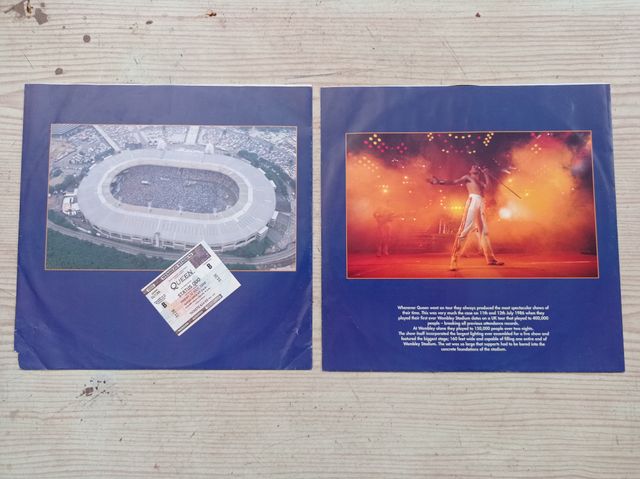 QUEEN
STATUS QUO
B
B
Whenever Queen went on tour they always produced the most spectacular shows of
their time. This was very much the case on 11th and 12th July 1986 when they
played their first ever Wembley Stadium dates on a UK tour that played to 400,000
people – breaking all previous attendance records.
At Wembley alone they played to 150,000 people over two nights.
The show itself incorporated the largest lighting ever assembled for a live show and
featured the biggest stage; 160 feet wide and capable of filling one entire end of
Wembley Stadium. The set was so large that supports had to be bored into the
concrete foundations of the stadium.